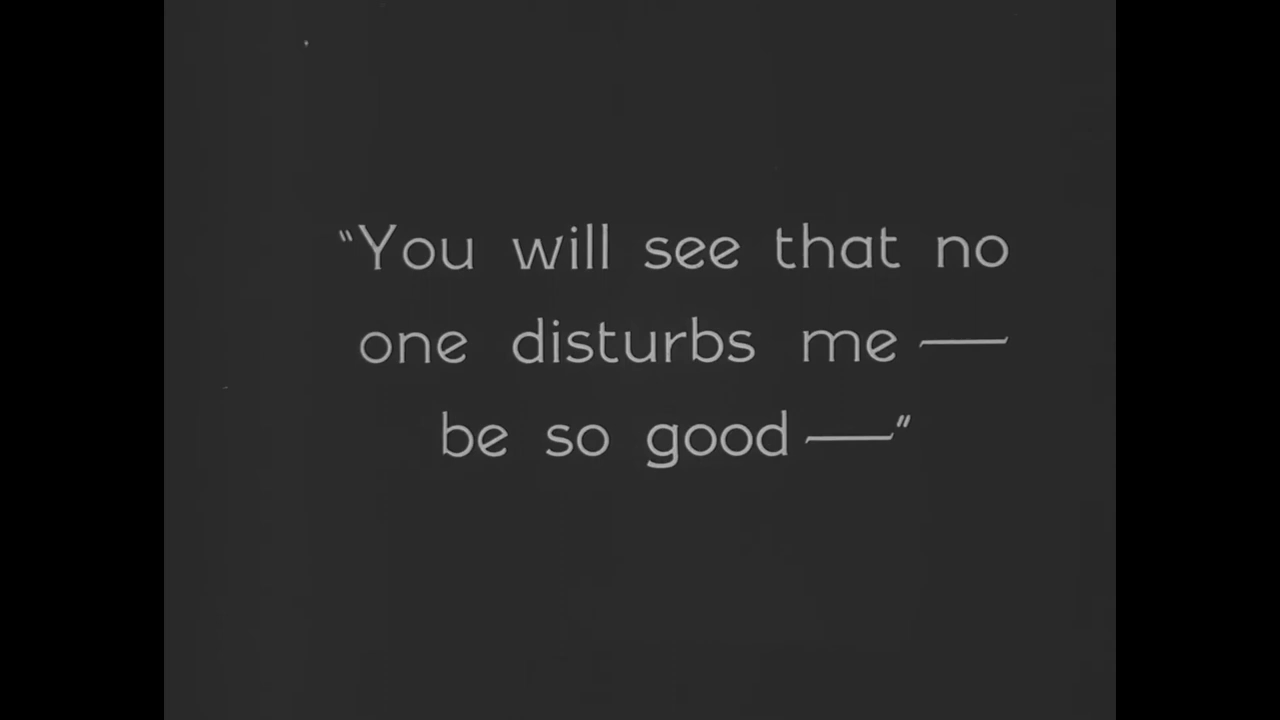 “You will see that no
one disturbs me —
be so good —”